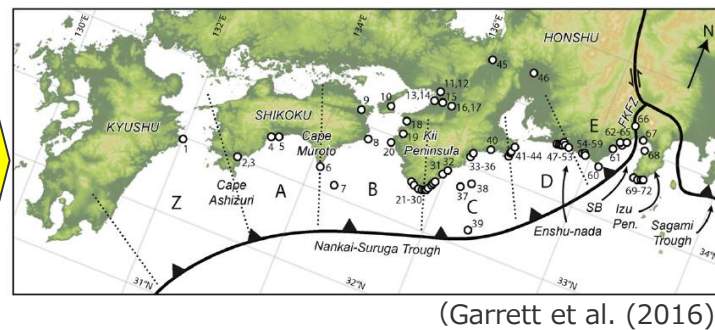 130°E
132°E
134°E
136°E
N
HONSHU
45
46
11,12
13,14
15
10
16,17
9
SHIKOKU
18
FKFZ
66
KYUSHU
4 5
Cape
Muroto
8
19
20
Kii
Peninsula
40
E
62-65
67
1
2,3
6
7
31
32
33-36
41-44
47-53
54-59
61
68
Cape
Ashizuri
A
B
21-30
37
38
D
60
69-72
Z
C
SB
Izu
Pen.
Sagami
Trough
39
Enshu-nada
Nankai-Suruga Trough
31°N
32°N
33°N
34°N
(Garrett et al. (2016)